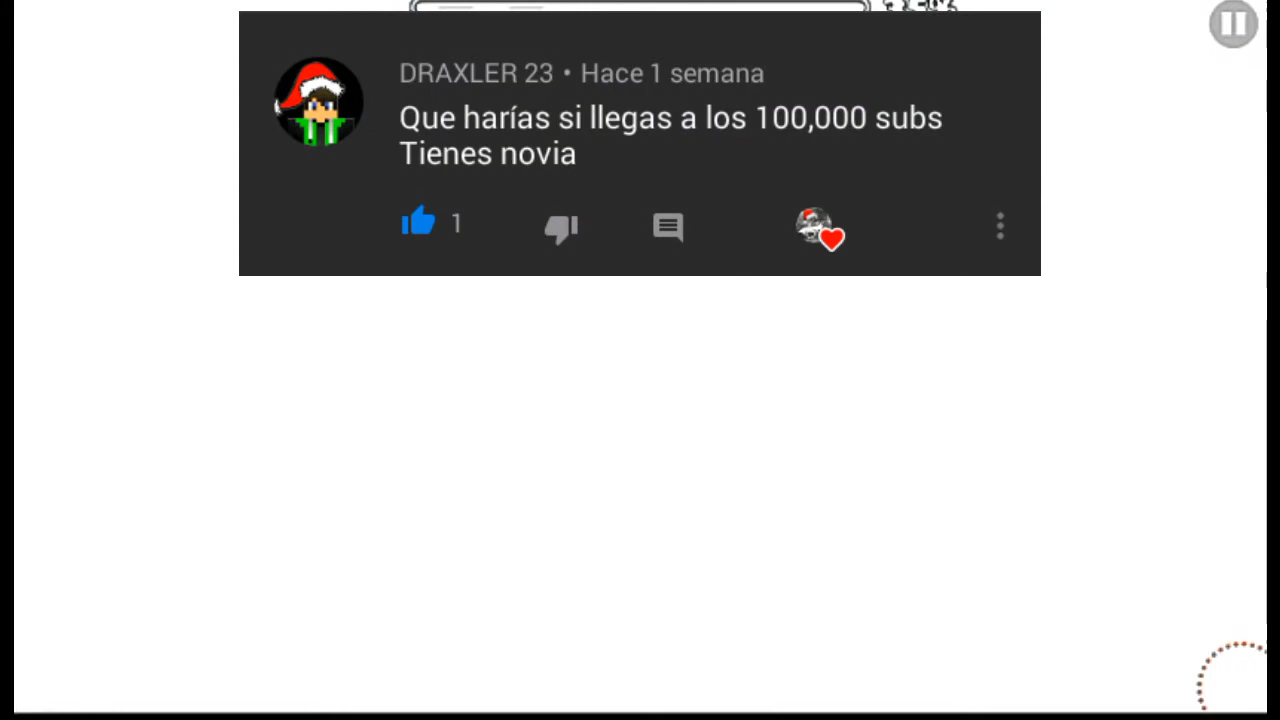 DRAXLER 23 • Hace 1 semana
Que harías si llegas a los 100,000 subs
Tienes novia
1